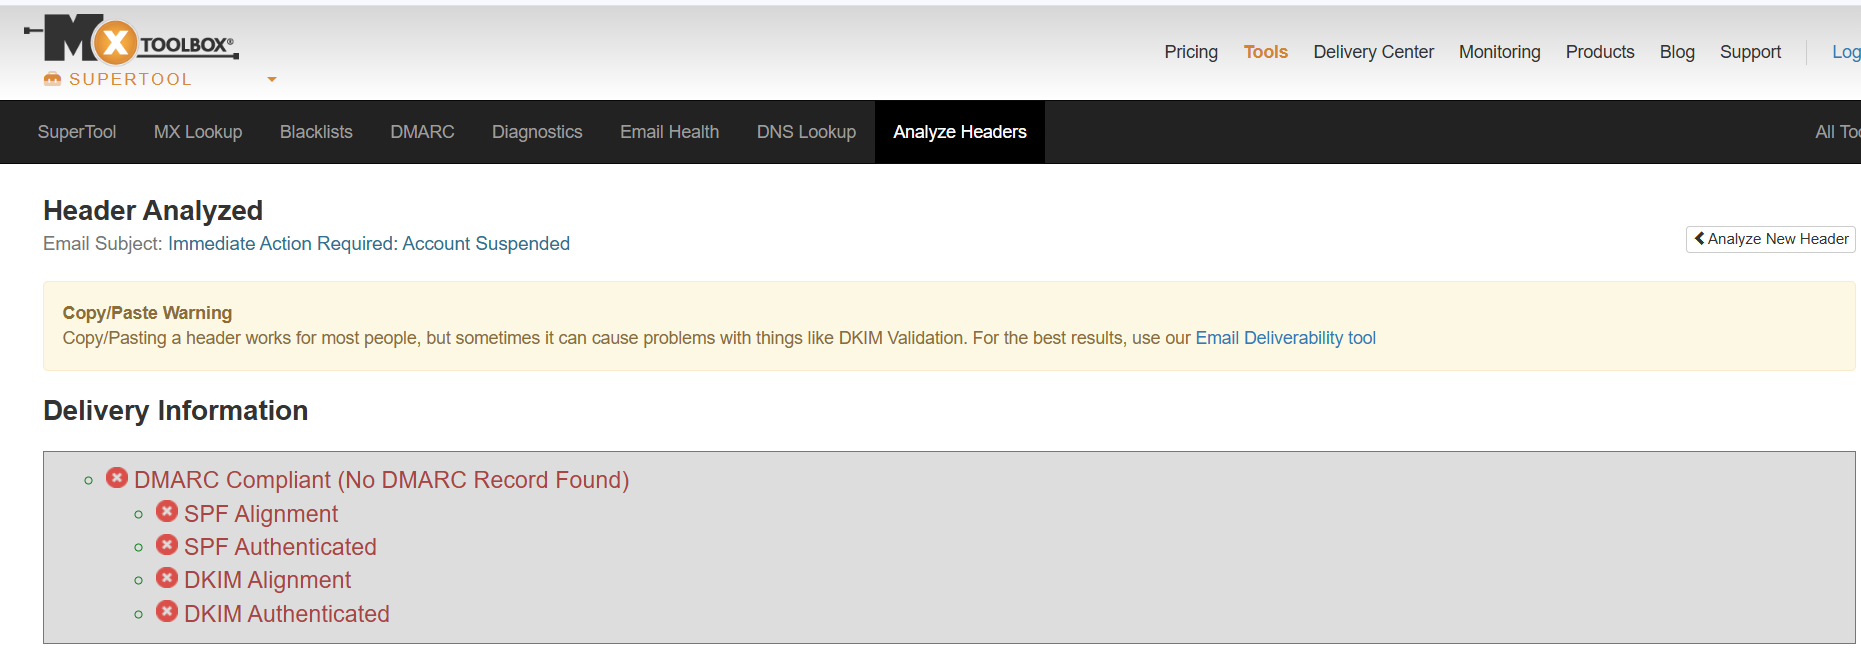 MX TOOLBOX®
SUPERTOOL
Pricing Tools Delivery Center Monitoring Products Blog Support Log
SuperTool MX Lookup Blacklists DMARC Diagnostics Email Health DNS Lookup Analyze Headers All Too
Header Analyzed
Email Subject: Immediate Action Required: Account Suspended
Analyze New Header
Copy/Paste Warning
Copy/Pasting a header works for most people, but sometimes it can cause problems with things like DKIM Validation. For the best results, use our Email Deliverability tool
Delivery Information
DMARC Compliant (No DMARC Record Found)
SPF Alignment
SPF Authenticated
DKIM Alignment
DKIM Authenticated